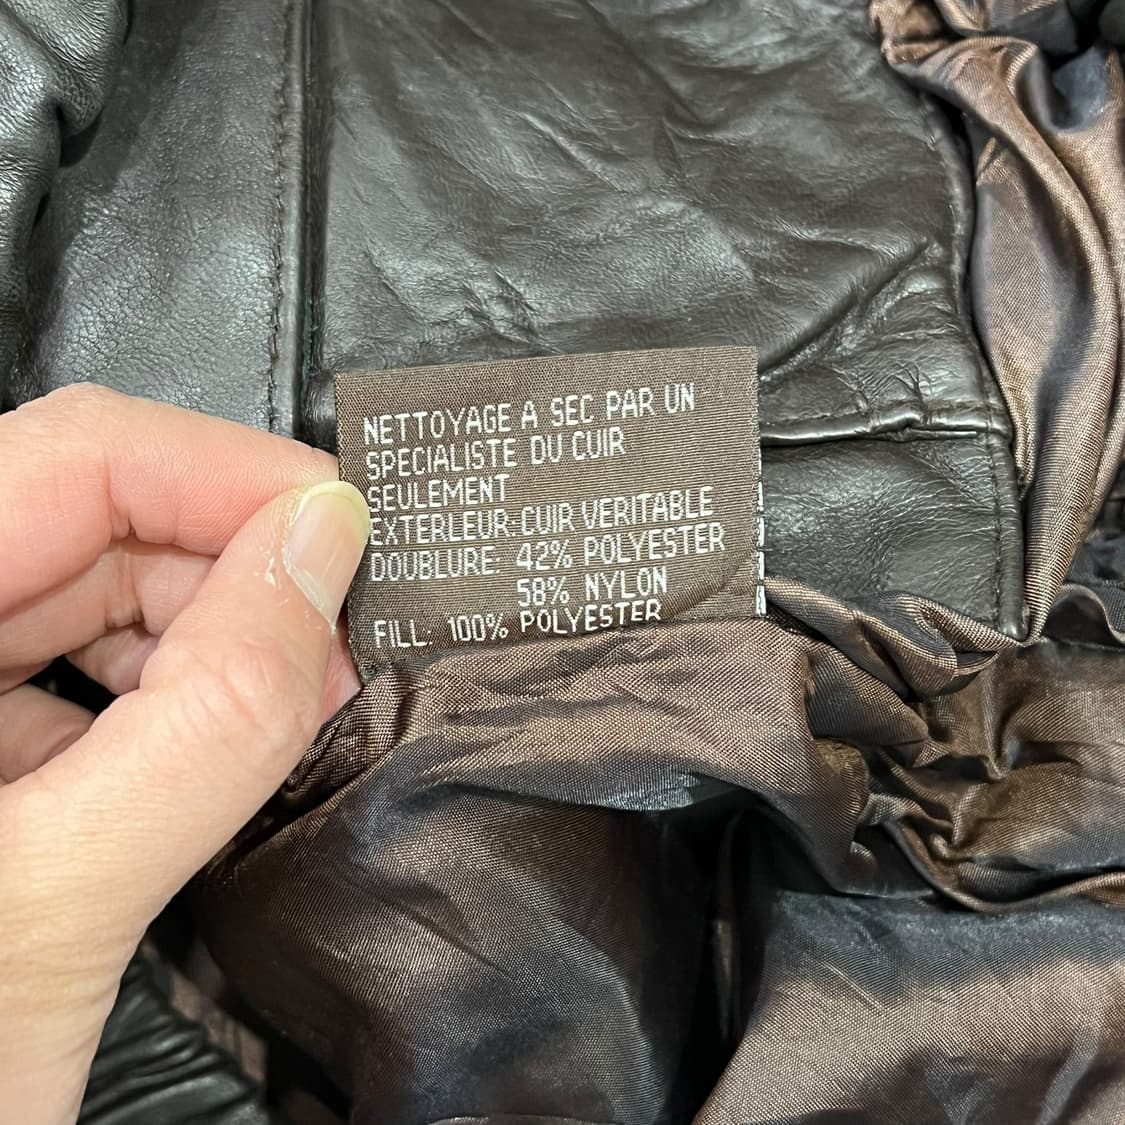 NETTOYAGE A SEC PAR UN
SPECIALISTE DU CUIR
SEULEMENT
EXTERLEUR: CUIR VERITABLE
DOUBLURE: 42% POLYESTER
58% NYLON
FILL: 100% POLYESTER